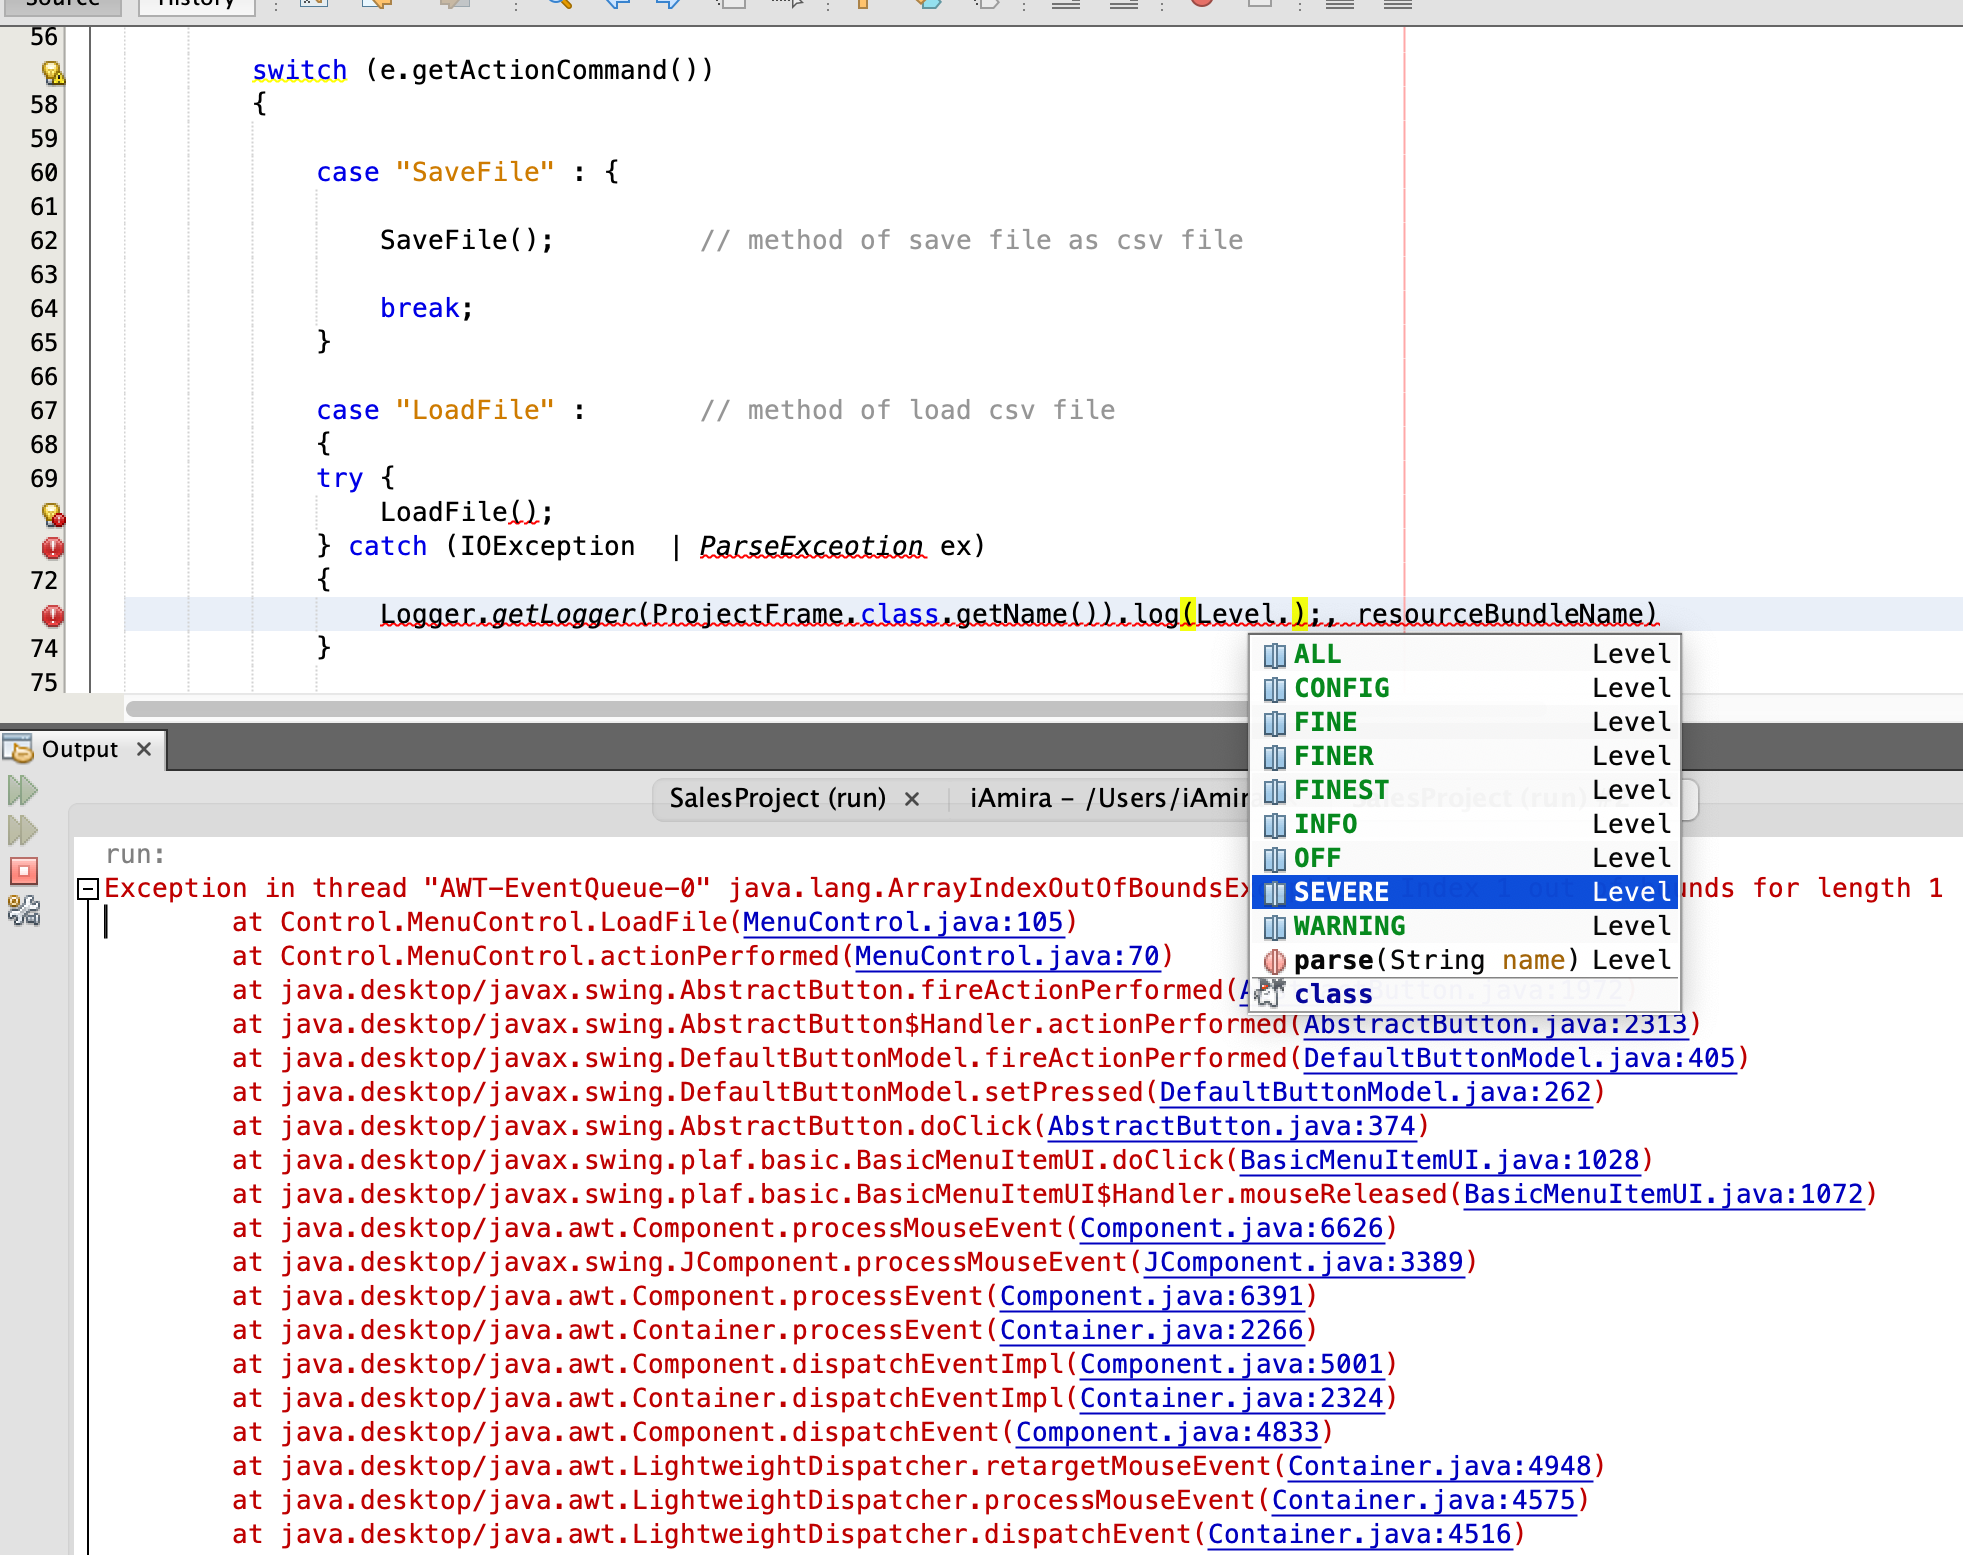 Source History
56
switch (e.getActionCommand())
58 {
59
60 case "SaveFile" : {
61
62 SaveFile(); // method of save file as csv file
63
64 break;
65 }
66
67 case "LoadFile" : // method of load csv file
68 {
69 try {
LoadFile();
} catch (IOException | ParseExceotion ex)
72 {
Logger.getLogger(ProjectFrame.class.getName()).log(Level.);, resourceBundleName)
74 }
75
ALL Level
CONFIG Level
FINE Level
FINER Level
FINEST Level
INFO Level
OFF Level
SEVERE Level
WARNING Level
parse(String name) Level
class
Output
SalesProject (run) iAmira – /Users/iAmir SalesProject (run)
run:
Exception in thread "AWT-EventQueue-0" java.lang.ArrayIndexOutOfBoundsEx Index 1 out nds for length 1
at Control.MenuControl.LoadFile(MenuControl.java:105)
at Control.MenuControl.actionPerformed(MenuControl.java:70)
at java.desktop/javax.swing.AbstractButton.fireActionPerformed(AbstractButton.java:1972)
at java.desktop/javax.swing.AbstractButton$Handler.actionPerformed(AbstractButton.java:2313)
at java.desktop/javax.swing.DefaultButtonModel.fireActionPerformed(DefaultButtonModel.java:405)
at java.desktop/javax.swing.DefaultButtonModel.setPressed(DefaultButtonModel.java:262)
at java.desktop/javax.swing.AbstractButton.doClick(AbstractButton.java:374)
at java.desktop/javax.swing.plaf.basic.BasicMenuItemUI.doClick(BasicMenuItemUI.java:1028)
at java.desktop/javax.swing.plaf.basic.BasicMenuItemUI$Handler.mouseReleased(BasicMenuItemUI.java:1072)
at java.desktop/java.awt.Component.processMouseEvent(Component.java:6626)
at java.desktop/javax.swing.JComponent.processMouseEvent(JComponent.java:3389)
at java.desktop/java.awt.Component.processEvent(Component.java:6391)
at java.desktop/java.awt.Container.processEvent(Container.java:2266)
at java.desktop/java.awt.Component.dispatchEventImpl(Component.java:5001)
at java.desktop/java.awt.Container.dispatchEventImpl(Container.java:2324)
at java.desktop/java.awt.Component.dispatchEvent(Component.java:4833)
at java.desktop/java.awt.LightweightDispatcher.retargetMouseEvent(Container.java:4948)
at java.desktop/java.awt.LightweightDispatcher.processMouseEvent(Container.java:4575)
at java.desktop/java.awt.LightweightDispatcher.dispatchEvent(Container.java:4516)